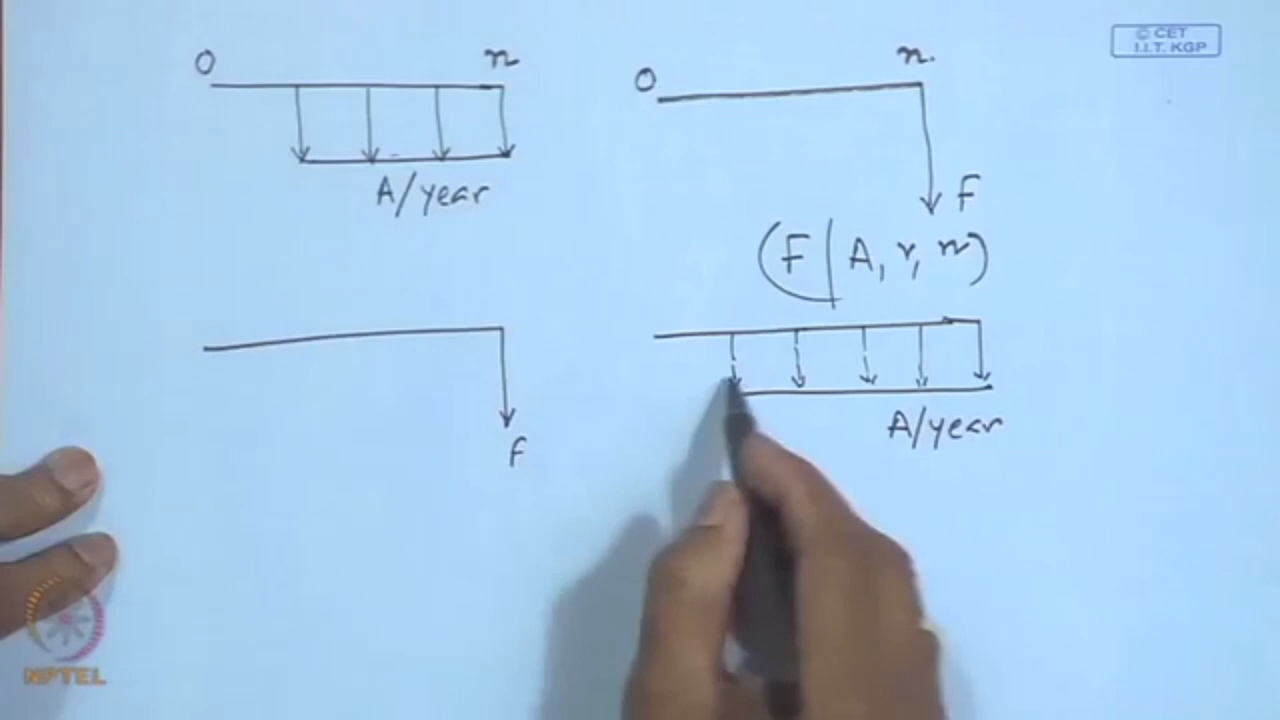 © CET
I.I.T. KGP
0 n
A/year
0 n.
F
(F | A, r, n)
F
A/year
NPTEL